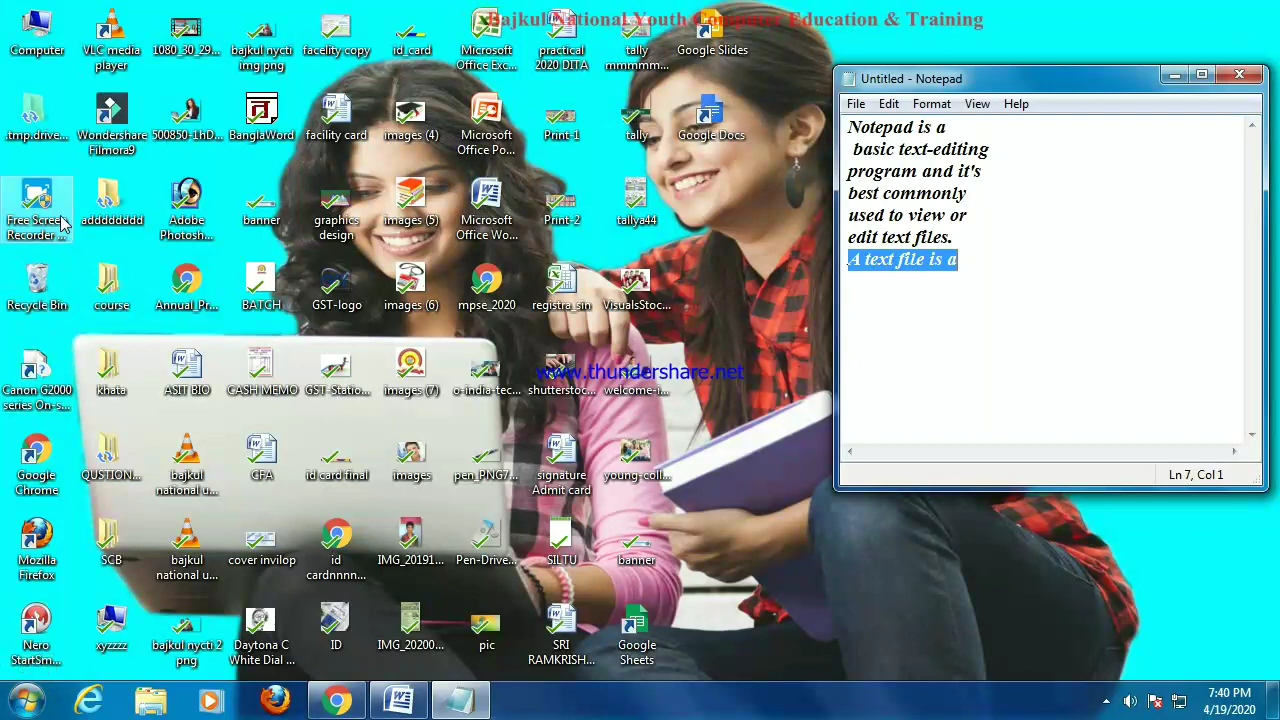 Bajkul National Youth Computer Education & Training
Computer
VLC media
player
1080_30_29...
bajkul nycti
img png
facelity copy
id_card
Microsoft
Office Exc...
practical
2020 DITA
tally
mmmmm...
Google Slides
.tmp.drive...
Wondershare
Filmora9
500850-1hD...
BanglaWord
facility card
images (4)
Microsoft
Office Po...
Print-1
tally
Google Docs
Free Scree
Recorder ...
adddddddd
Adobe
Photosh...
banner
graphics
design
images (5)
Microsoft
Office Wo...
Print-2
tallya44
Recycle Bin
course
Annual_Pr...
BATCH
GST-logo
images (6)
mpse_2020
registra_sin
VisualsStoc...
Canon G2000
series On-s...
khata
ASIT BIO
CASH MEMO
GST-Statio...
images (7)
o-india-tec...
shutterstoc...
welcome-i...
www.thundershare.net
Google
Chrome
QUSTION...
bajkul
national u...
CFA
id card final
images
pen_PNG7...
signature
Admit card
young-coll...
Mozilla
Firefox
SCB
bajkul
national u...
cover invilop
id
cardnnnn...
IMG_20191...
Pen-Drive...
SILTU
banner
Nero
StartSm...
xyzzzz
bajkul nycti 2
png
Daytona C
White Dial ...
ID
IMG_20200...
pic
SRI
RAMKRISH...
Google
Sheets
Untitled - Notepad
File Edit Format View Help
Notepad is a
basic text-editing
program and it's
best commonly
used to view or
edit text files.
A text file is a
Ln 7, Col 1
7:40 PM
4/19/2020